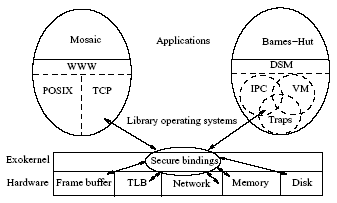 Mosaic Applications Barnes-Hut
WWW DSM
POSIX TCP IPC VM
Traps
Library operating systems
Exokernel Secure bindings
Hardware Frame buffer TLB Network Memory Disk